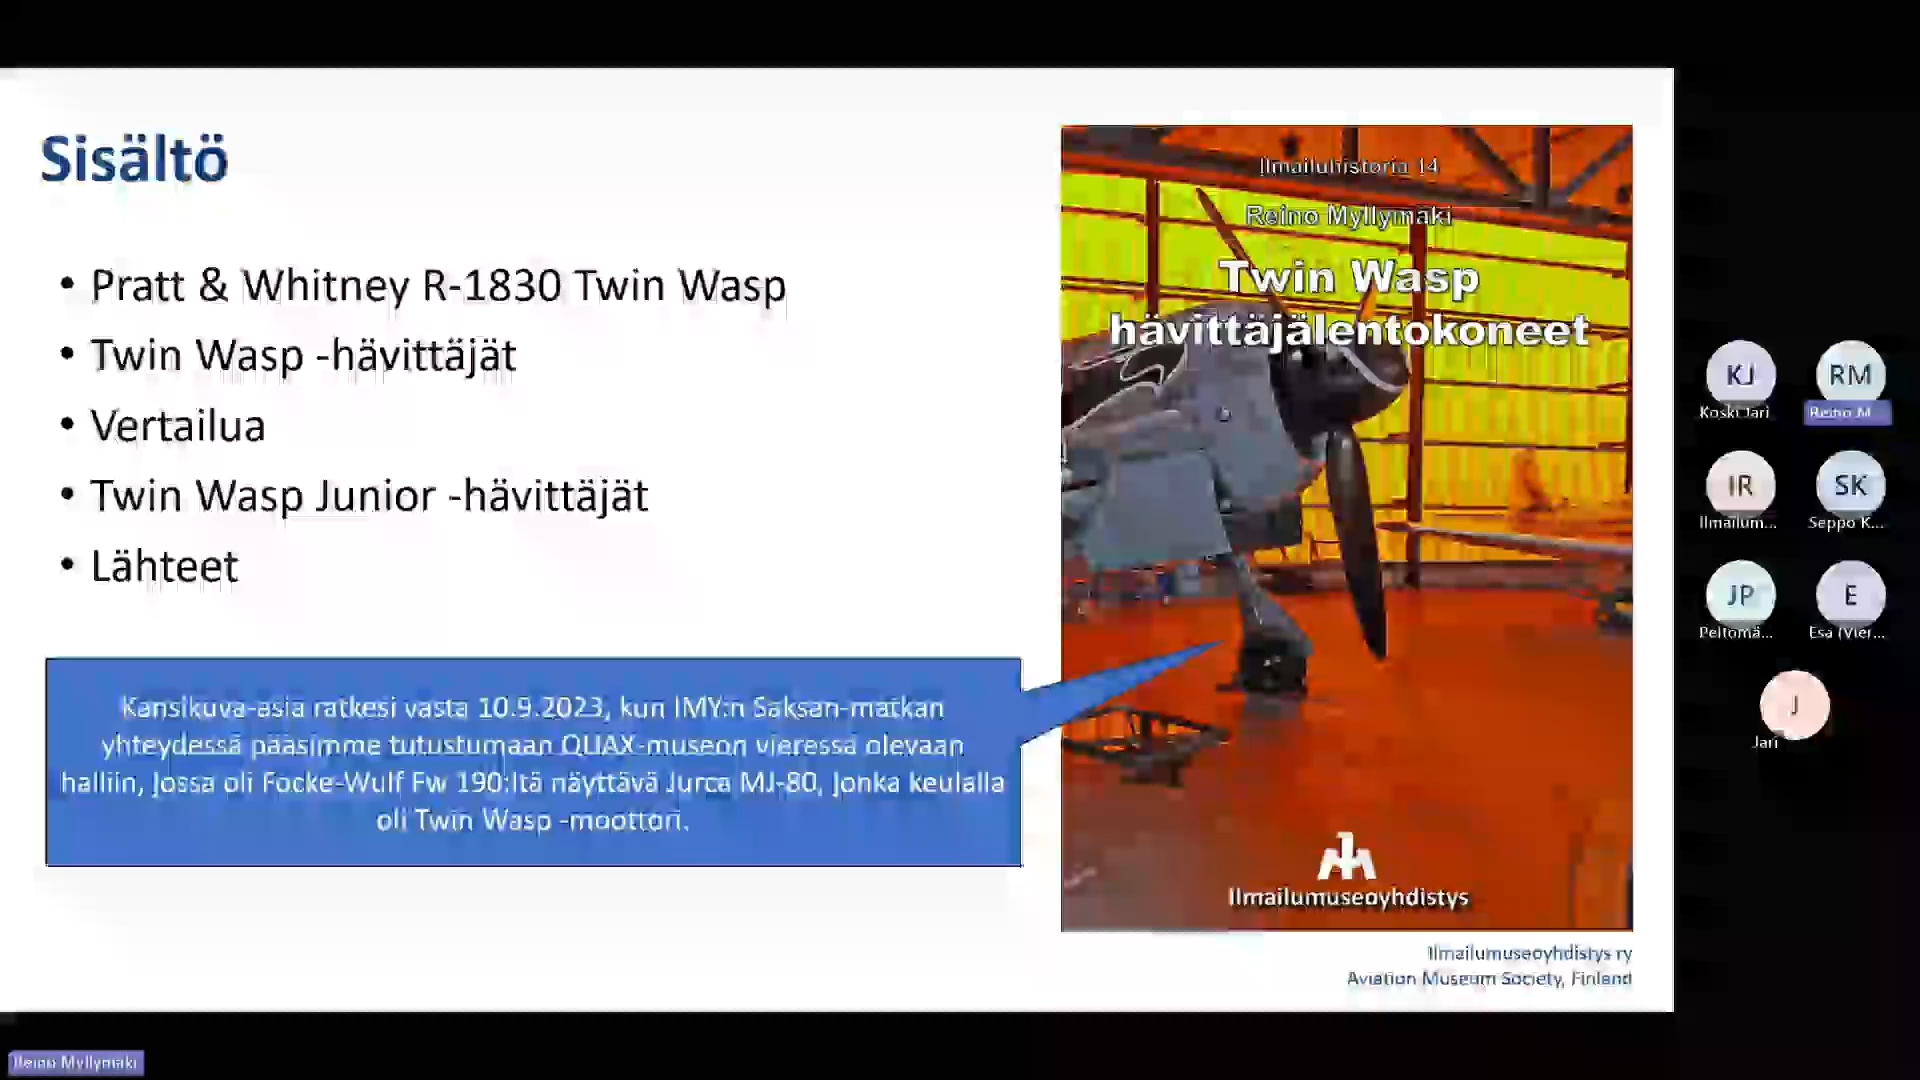 Sisältö
• Pratt & Whitney R-1830 Twin Wasp
• Twin Wasp -hävittäjät
• Vertailua
• Twin Wasp Junior -hävittäjät
• Lähteet
Kansikuva-asia ratkesi vasta 10.9.2023, kun IMY:n Saksan-matkan
yhteydessä pääsimme tutustumaan QUAX-museon vieressä olevaan
halliin, jossa oli Focke-Wulf Fw 190:ltä näyttävä Jurca MJ-80, jonka keulalla
oli Twin Wasp -moottori.
Ilmailuhistoria 14
Reino Myllymäki
Twin Wasp
hävittäjälentokoneet
Ilmailumuseoyhdistys
Ilmailumuseoyhdistys ry
Aviation Museum Society, Finland
KJ
Koski Jari
RM
Reino M...
IR
Ilmailum...
SK
Seppo K...
JP
Peltomä...
E
Esa (Vier...
J
Jari
Reino Myllymäki